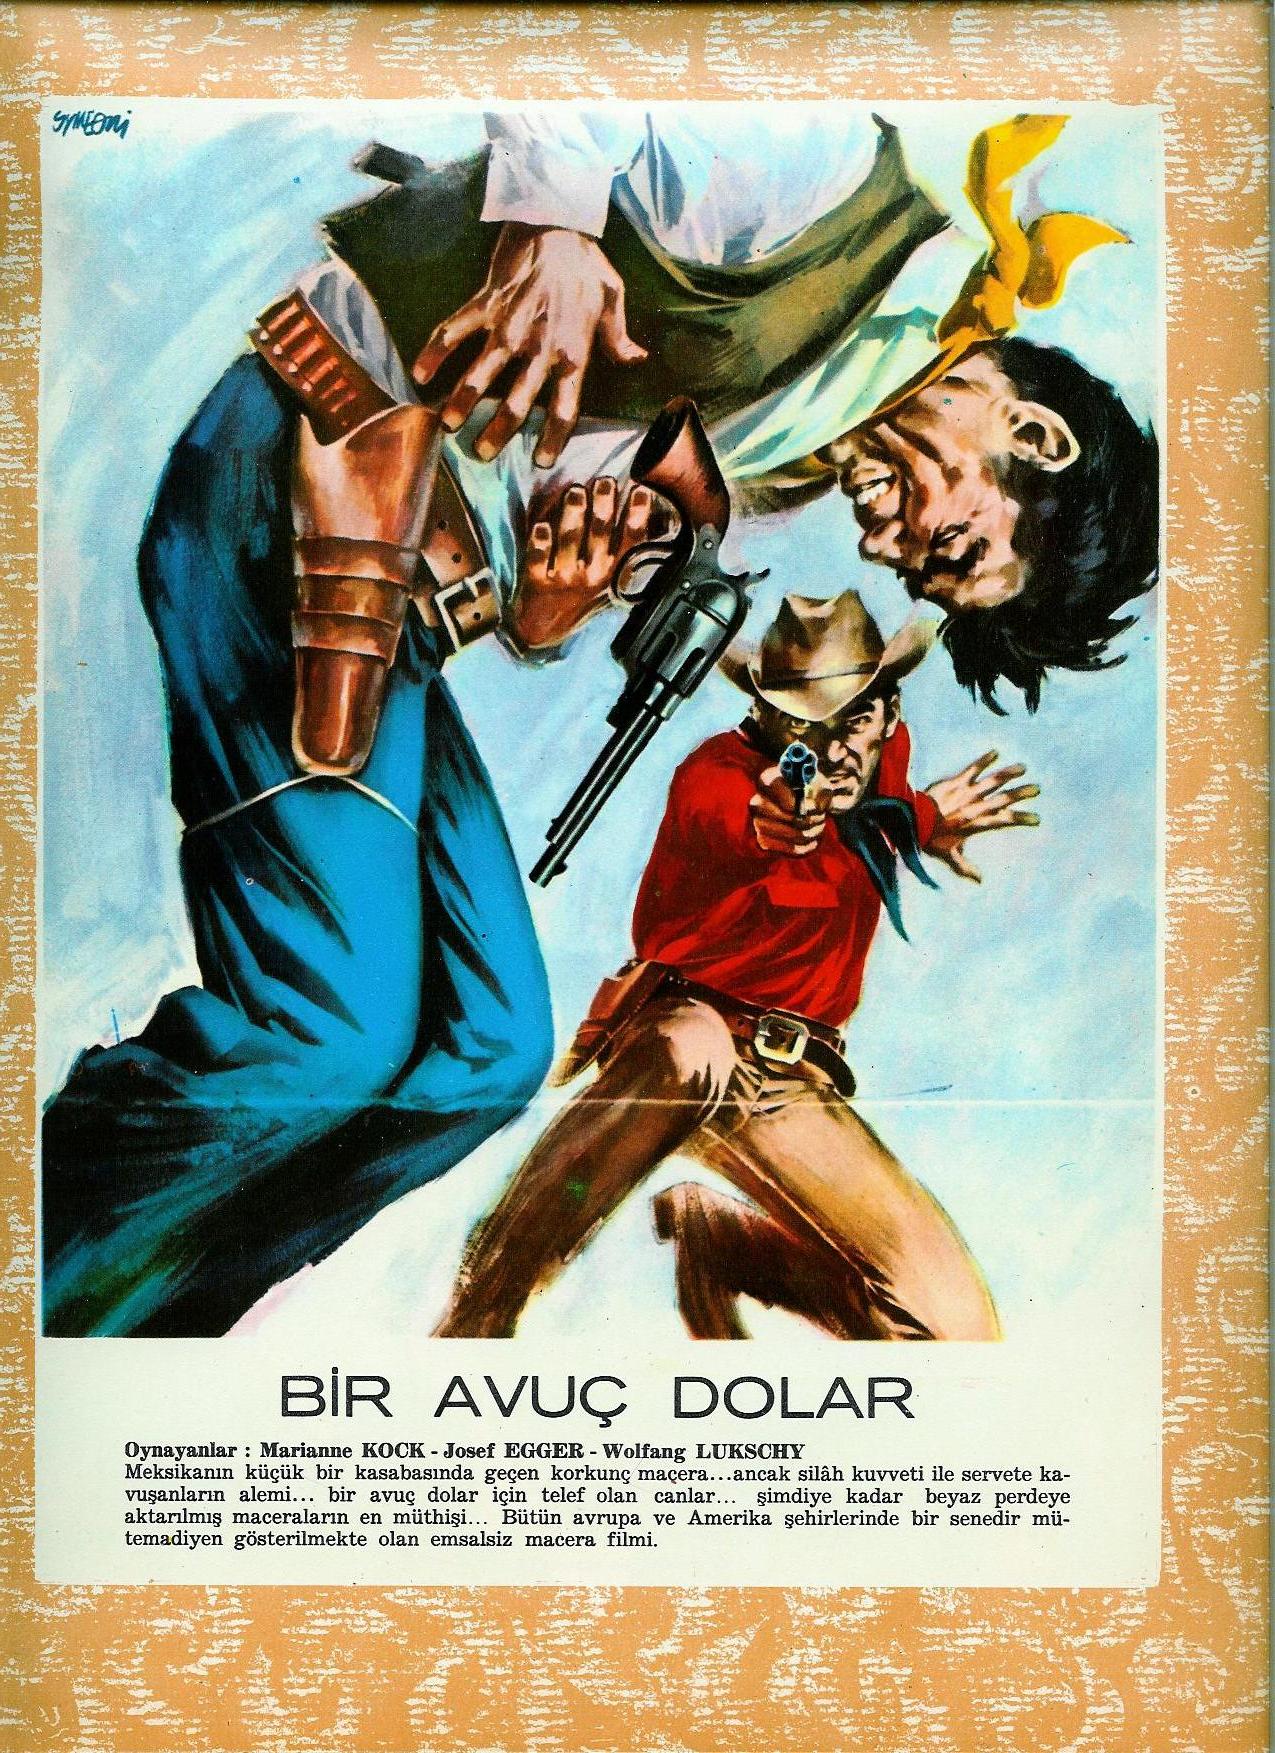 Symeoni
BİR AVUÇ DOLAR
Oynayanlar : Marianne KOCK - Josef EGGER - Wolfang LUKSCHY
Meksikanın küçük bir kasabasında geçen korkunç maçera...ancak silâh kuvveti ile servete ka-
vuşanların alemi... bir avuç dolar için telef olan canlar... şimdiye kadar beyaz perdeye
aktarılmış maceraların en müthişi... Bütün avrupa ve Amerika şehirlerinde bir senedir mü-
temadiyen gösterilmekte olan emsalsiz macera filmi.